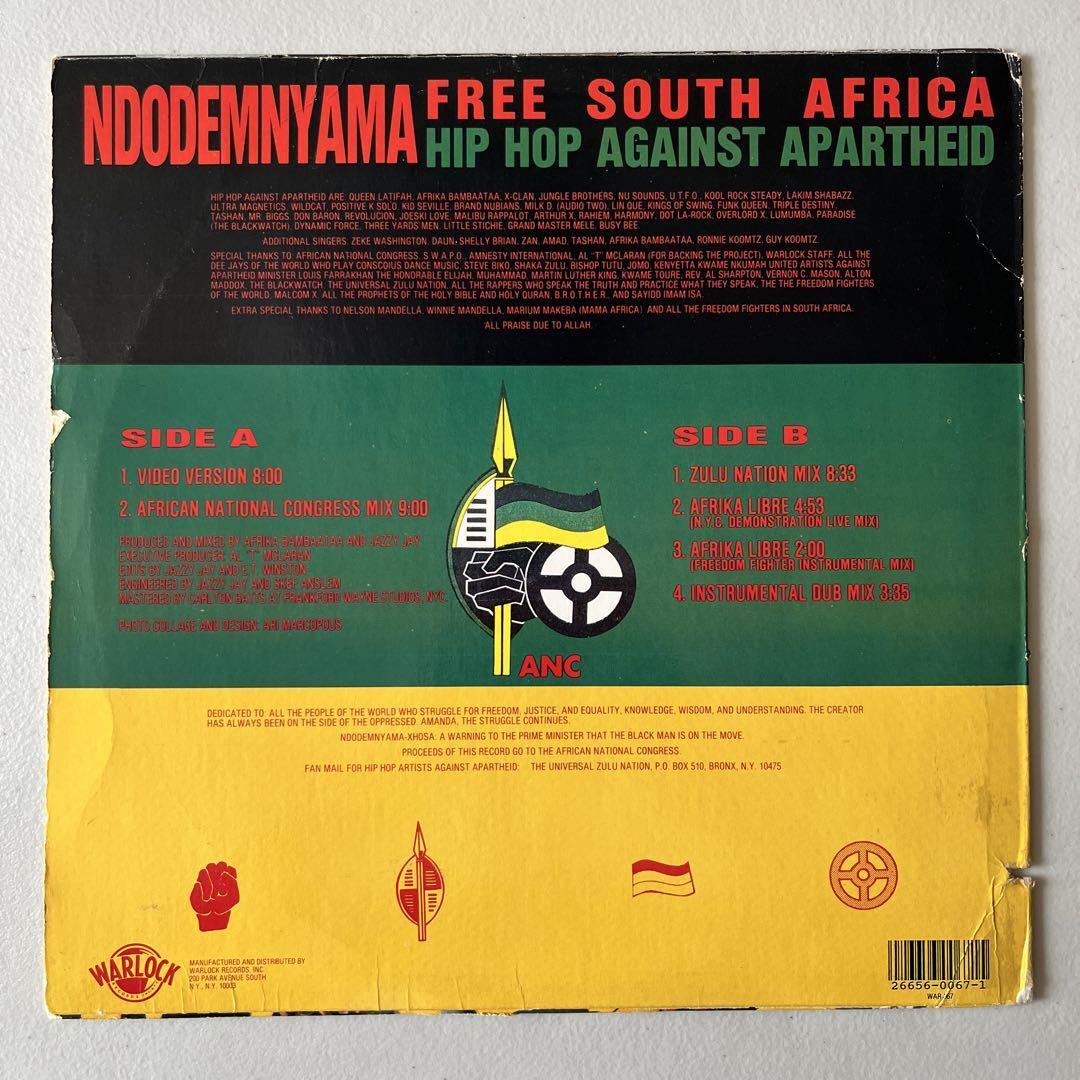 NDODEMNYAMA FREE SOUTH AFRICA
HIP HOP AGAINST APARTHEID
HIP HOP AGAINST APARTHEID ARE: QUEEN LATIFAH, AFRIKA BAMBAATAA, X-CLAN, JUNGLE BROTHERS, NU SOUNDS, U.T.F.O., KOOL ROCK STEADY, LAKIM SHABAZZ,
ULTRA MAGNETICS, WILDCAT, POSITIVE K SOLO, KID SEVILLE, BRAND NUBIANS, MILK D. (AUDIO TWO), LIN QUE, KINGS OF SWING, FUNK QUEEN, TRIPLE DESTINY,
TASHAN, MR. BIGGS, DON BARON, REVOLUCION, JOESKI LOVE, MALIBU RAPPALOT, ARTHUR X, RAHIEM, HARMONY, DOT LA-ROCK, OVERLORD X, LUMUMBA, PARADISE
(THE BLACKWATCH), DYNAMIC FORCE, THREE YARDS MEN, LITTLE STICHIE, GRAND MASTER MELE, BUSY BEE.
ADDITIONAL SINGERS: ZEKE WASHINGTON, DAUN, SHELLY BRIAN, ZAN, AMAD, TASHAN, AFRIKA BAMBAATAA, RONNIE KOOMTZ, GUY KOOMTZ.
SPECIAL THANKS TO: AFRICAN NATIONAL CONGRESS, S.W.A.P.O., AMNESTY INTERNATIONAL, AL "T" MCLARAN (FOR BACKING THE PROJECT), WARLOCK STAFF, ALL THE
DEE JAYS OF THE WORLD WHO PLAY CONSCIOUS DANCE MUSIC, STEVE BIKO, SHAKA ZULU, BISHOP TUTU, JOMO, KENYETTA KWAME NKUMAH UNITED ARTISTS AGAINST
APARTHEID MINISTER LOUIS FARRAKHAN THE HONORABLE ELIJAH, MUHAMMAD, MARTIN LUTHER KING, KWAME TOURE, REV. AL SHARPTON, VERNON C. MASON, ALTON
MADDOX, THE BLACKWATCH, THE UNIVERSAL ZULU NATION, ALL THE RAPPERS WHO SPEAK THE TRUTH AND PRACTICE WHAT THEY SPEAK, THE THE FREEDOM FIGHTERS
OF THE WORLD, MALCOM X, ALL THE PROPHETS OF THE HOLY BIBLE AND HOLY QURAN, B.R.O.T.H.E.R., AND SAYIDD IMAM ISA.
EXTRA SPECIAL THANKS TO NELSON MANDELLA, WINNIE MANDELLA, MARIUM MAKEBA (MAMA AFRICA) AND ALL THE FREEDOM FIGHTERS IN SOUTH AFRICA.
ALL PRAISE DUE TO ALLAH.
SIDE A
1. VIDEO VERSION 8:00
2. AFRICAN NATIONAL CONGRESS MIX 9:00
PRODUCED AND MIXED BY AFRIKA BAMBAATAA AND JAZZY JAY
EXECUTIVE PRODUCER: AL "T" MCLARAN
EDITS BY JAZZY JAY AND E.T. WINSTON
ENGINEERED BY JAZZY JAY AND SKEF ANSLEM
MASTERED BY CARLTON BATTS AT FRANKFORD WAYNE STUDIOS, NYC.
PHOTO COLLAGE AND DESIGN: ARI MARCOPOUS
ANC
SIDE B
1. ZULU NATION MIX 8:33
2. AFRIKA LIBRE 4:53
(N.Y.C. DEMONSTRATION LIVE MIX)
3. AFRIKA LIBRE 2:00
(FREEDOM FIGHTER INSTRUMENTAL MIX)
4. INSTRUMENTAL DUB MIX 3:35
DEDICATED TO: ALL THE PEOPLE OF THE WORLD WHO STRUGGLE FOR FREEDOM, JUSTICE, AND EQUALITY, KNOWLEDGE, WISDOM, AND UNDERSTANDING. THE CREATOR
HAS ALWAYS BEEN ON THE SIDE OF THE OPPRESSED. AMANDA, THE STRUGGLE CONTINUES.
NDODEMNYAMA-XHOSA: A WARNING TO THE PRIME MINISTER THAT THE BLACK MAN IS ON THE MOVE.
PROCEEDS OF THIS RECORD GO TO THE AFRICAN NATIONAL CONGRESS.
FAN MAIL FOR HIP HOP ARTISTS AGAINST APARTHEID: THE UNIVERSAL ZULU NATION, P.O. BOX 510, BRONX, N.Y. 10475
WARLOCK
RECORDS
MANUFACTURED AND DISTRIBUTED BY
WARLOCK RECORDS, INC.
200 PARK AVENUE SOUTH
N.Y., N.Y. 10003
26656-0067-1
WAR-067